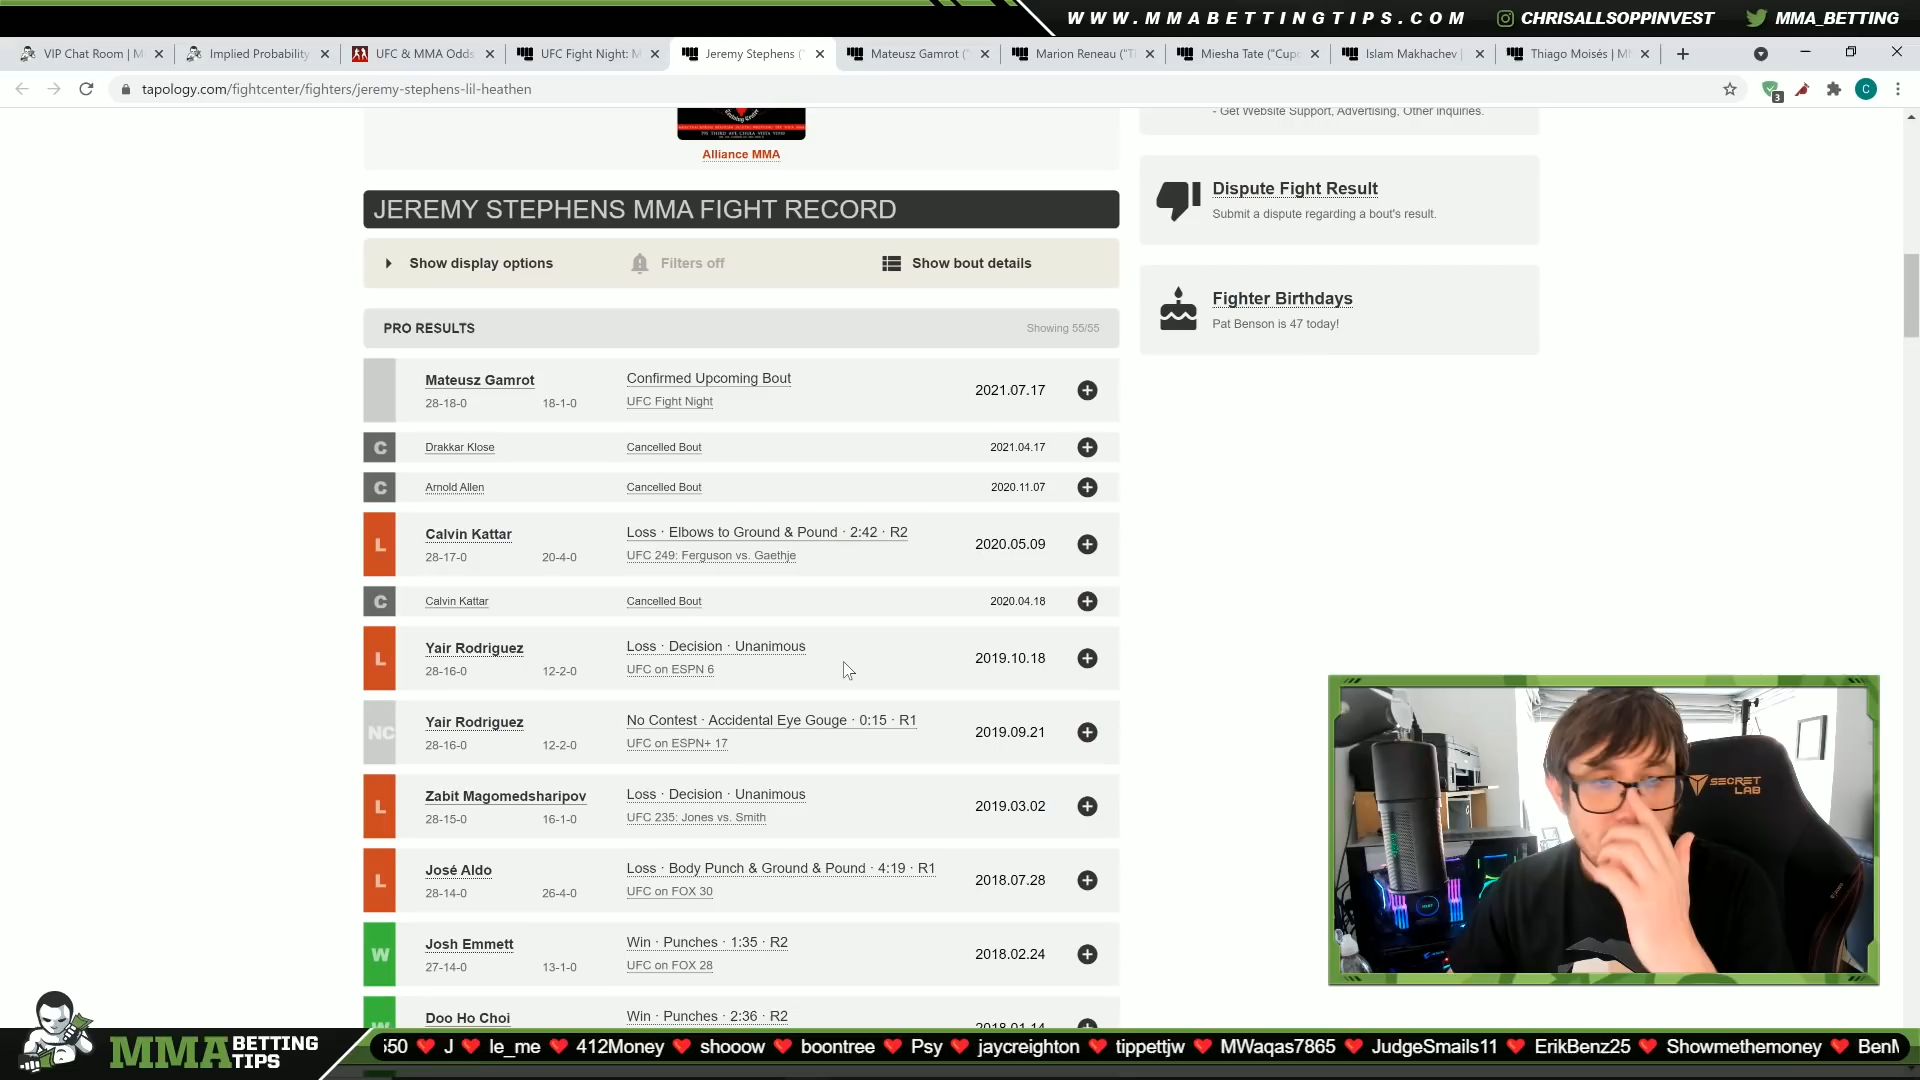 WWW.MMABETTINGTIPS.COM
CHRISALLSOPPINVEST
MMA_BETTING
VIP Chat Room | M
Implied Probability
UFC & MMA Odds
UFC Fight Night: M
Jeremy Stephens ("
Mateusz Gamrot ("
Marion Reneau ("T
Miesha Tate ("Cupc
Islam Makhachev |
Thiago Moisés | M
tapology.com/fightcenter/fighters/jeremy-stephens-lil-heathen
3
C
- Get Website Support, Advertising, Other Inquiries.
Alliance MMA
Dispute Fight Result
Submit a dispute regarding a bout's result.
Fighter Birthdays
Pat Benson is 47 today!
JEREMY STEPHENS MMA FIGHT RECORD
Show display options
Filters off
Show bout details
PRO RESULTS
Showing 55/55
Mateusz Gamrot Confirmed Upcoming Bout 2021.07.17
28-18-0 18-1-0 UFC Fight Night
C Drakkar Klose Cancelled Bout 2021.04.17
C Arnold Allen Cancelled Bout 2020.11.07
L Calvin Kattar Loss · Elbows to Ground & Pound · 2:42 · R2 2020.05.09
28-17-0 20-4-0 UFC 249: Ferguson vs. Gaethje
C Calvin Kattar Cancelled Bout 2020.04.18
L Yair Rodriguez Loss · Decision · Unanimous 2019.10.18
28-16-0 12-2-0 UFC on ESPN 6
NC Yair Rodriguez No Contest · Accidental Eye Gouge · 0:15 · R1 2019.09.21
28-16-0 12-2-0 UFC on ESPN+ 17
L Zabit Magomedsharipov Loss · Decision · Unanimous 2019.03.02
28-15-0 16-1-0 UFC 235: Jones vs. Smith
L José Aldo Loss · Body Punch & Ground & Pound · 4:19 · R1 2018.07.28
28-14-0 26-4-0 UFC on FOX 30
W Josh Emmett Win · Punches · 1:35 · R2 2018.02.24
27-14-0 13-1-0 UFC on FOX 28
W Doo Ho Choi Win · Punches · 2:36 · R2 2018.01.14
SECRET
LAB
MMA BETTING
TIPS
550 ❤ J ❤ le_me ❤ 412Money ❤ shooow ❤ boontree ❤ Psy ❤ jaycreighton ❤ tippettjw ❤ MWaqas7865 ❤ JudgeSmails11 ❤ ErikBenz25 ❤ Showmethemoney ❤ BenM